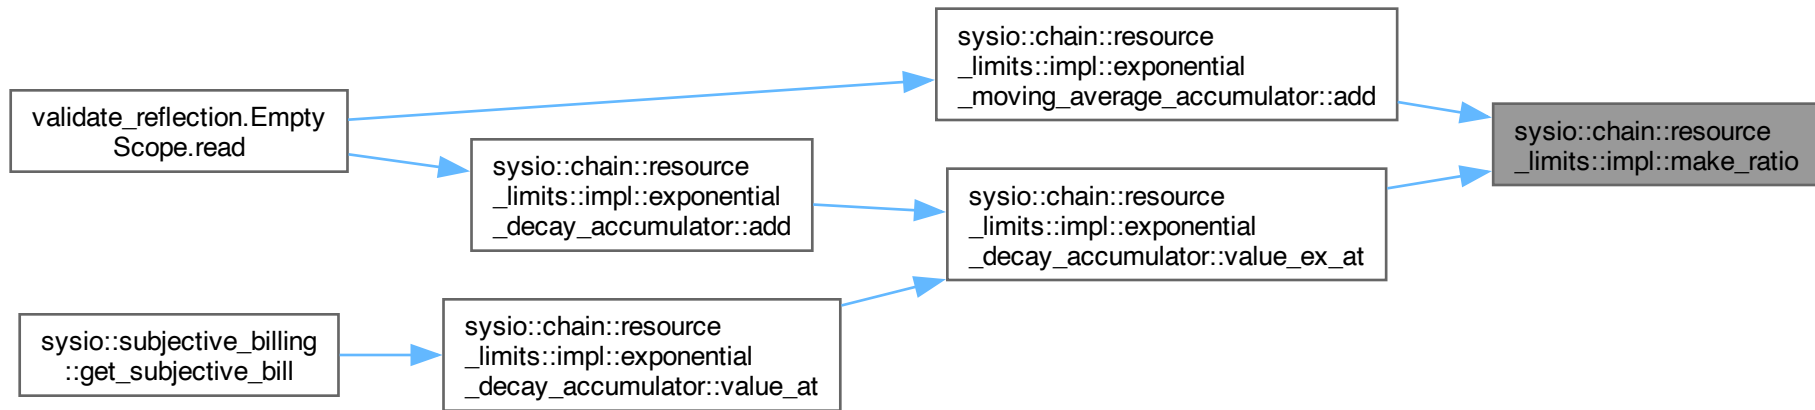 validate_reflection.Empty
Scope.read
sysio::subjective_billing
::get_subjective_bill
sysio::chain::resource
_limits::impl::exponential
_decay_accumulator::add
sysio::chain::resource
_limits::impl::exponential
_decay_accumulator::value_at
sysio::chain::resource
_limits::impl::exponential
_moving_average_accumulator::add
sysio::chain::resource
_limits::impl::exponential
_decay_accumulator::value_ex_at
sysio::chain::resource
_limits::impl::make_ratio